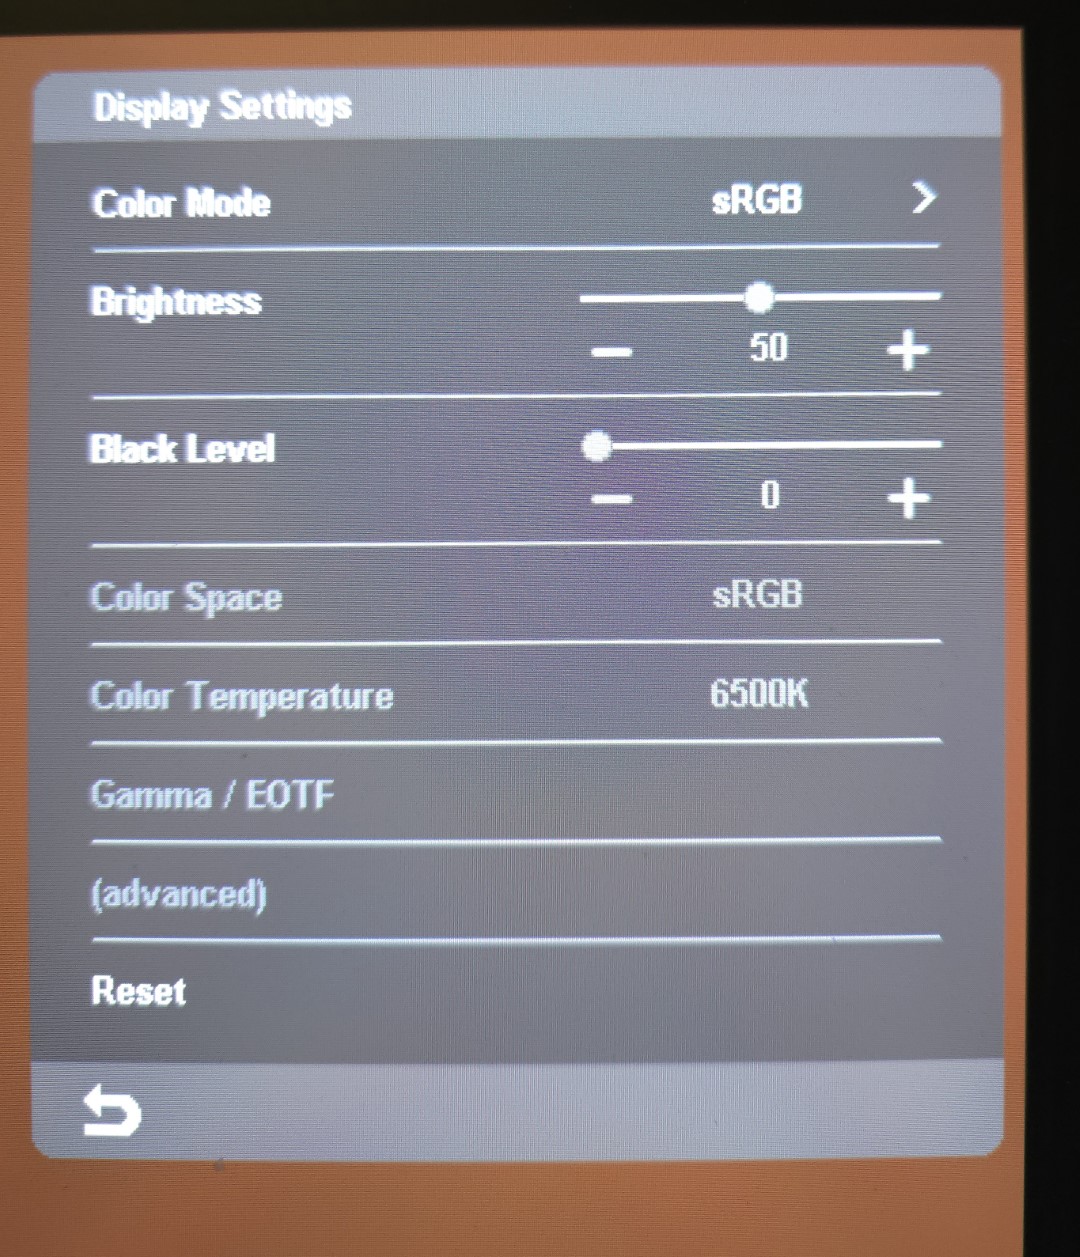 Display Settings
Color Mode sRGB
Brightness
50
Black Level
0
Color Space sRGB
Color Temperature 6500K
Gamma / EOTF
(advanced)
Reset